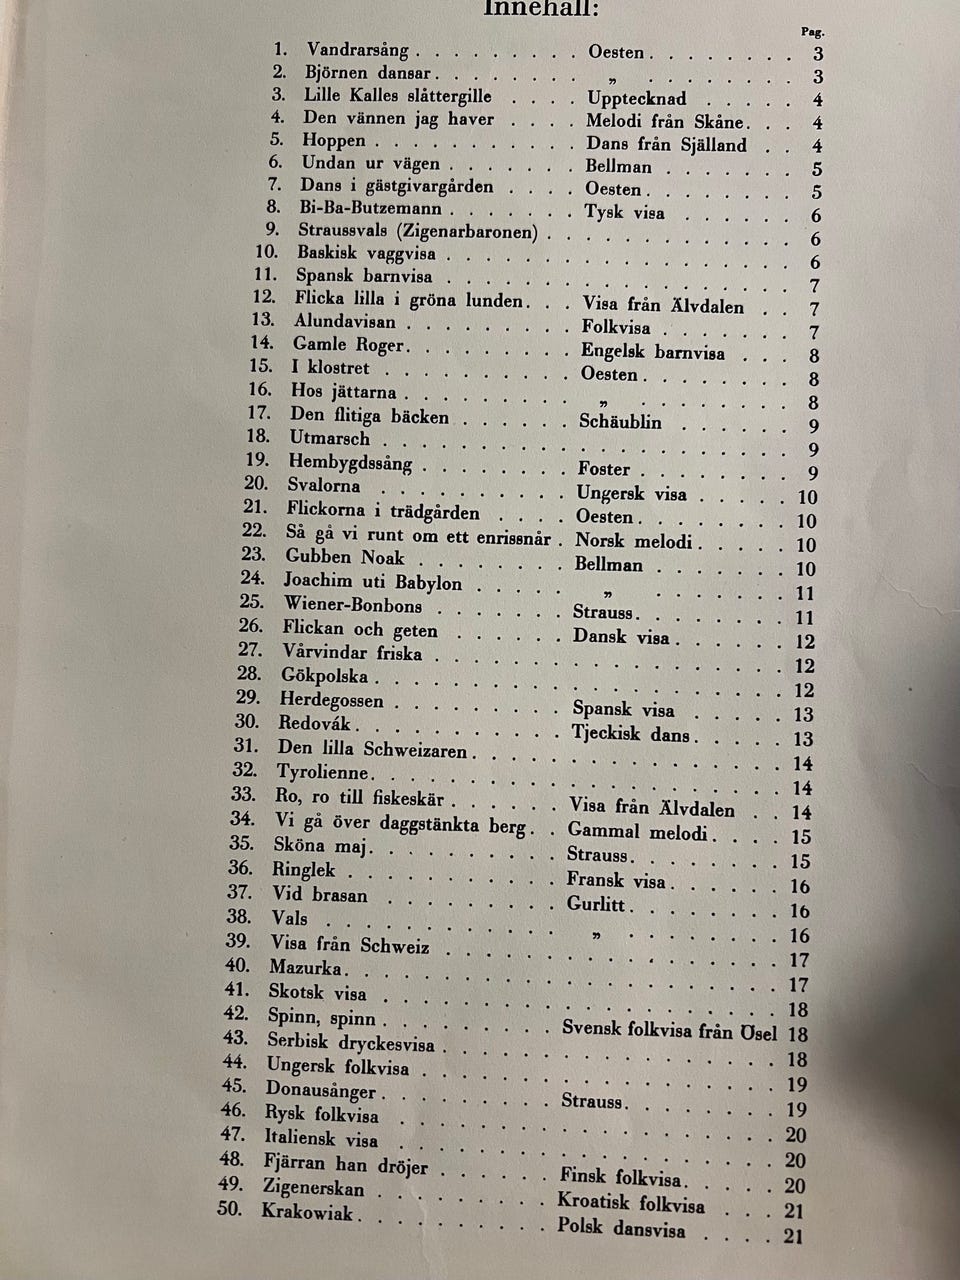 Innehåll:
Pag.
1. Vandrarsång . . . . . . . . . Oesten . . . . . . . . 3
2. Björnen dansar . . . . . . . . „ . . . . . . . . 3
3. Lille Kalles slåttergille . . . . Upptecknad . . . . . 4
4. Den vännen jag haver . . . . Melodi från Skåne. . . 4
5. Hoppen . . . . . . . . . . . Dans från Själland . . 4
6. Undan ur vägen . . . . . . . Bellman . . . . . . . 5
7. Dans i gästgivargården . . . . Oesten . . . . . . . . 5
8. Bi-Ba-Butzemann . . . . . . . Tysk visa . . . . . . 6
9. Straussvals (Zigenarbaronen) . . . . . . . . . . . 6
10. Baskisk vaggvisa . . . . . . . . . . . . . . . . 6
11. Spansk barnvisa . . . . . . . . . . . . . . . . 7
12. Flicka lilla i gröna lunden. . . Visa från Älvdalen . . 7
13. Alundavisan . . . . . . . . . Folkvisa . . . . . . . 7
14. Gamle Roger. . . . . . . . . Engelsk barnvisa . . . 8
15. I klostret . . . . . . . . . . Oesten . . . . . . . . 8
16. Hos jättarna . . . . . . . . . „ . . . . . . . . 8
17. Den flitiga bäcken . . . . . . Schäublin . . . . . . 9
18. Utmarsch . . . . . . . . . . . . . . . . . . . 9
19. Hembygdssång . . . . . . . . Foster . . . . . . . . 9
20. Svalorna . . . . . . . . . . Ungersk visa . . . . . 10
21. Flickorna i trädgården . . . . Oesten . . . . . . . . 10
22. Så gå vi runt om ett enrissnår . Norsk melodi . . . . . 10
23. Gubben Noak . . . . . . . . Bellman . . . . . . . 10
24. Joachim uti Babylon . . . . . „ . . . . . . . 11
25. Wiener-Bonbons . . . . . . . Strauss. . . . . . . . 11
26. Flickan och geten . . . . . . Dansk visa . . . . . . 12
27. Vårvindar friska . . . . . . . . . . . . . . . . 12
28. Gökpolska . . . . . . . . . . . . . . . . . . . 12
29. Herdegossen . . . . . . . . . Spansk visa . . . . . 13
30. Redovák. . . . . . . . . . . Tjeckisk dans . . . . . 13
31. Den lilla Schweizaren . . . . . . . . . . . . . . 14
32. Tyrolienne. . . . . . . . . . . . . . . . . . . 14
33. Ro, ro till fiskeskär . . . . . . Visa från Älvdalen . . 14
34. Vi gå över daggstänkta berg. . Gammal melodi . . . . 15
35. Sköna maj. . . . . . . . . . Strauss. . . . . . . . 15
36. Ringlek . . . . . . . . . . . Fransk visa . . . . . . 16
37. Vid brasan . . . . . . . . . Gurlitt. . . . . . . . 16
38. Vals . . . . . . . . . . . . „ . . . . . . . . 16
39. Visa från Schweiz . . . . . . . . . . . . . . . . 17
40. Mazurka. . . . . . . . . . . . . . . . . . . . 17
41. Skotsk visa . . . . . . . . . . . . . . . . . . 18
42. Spinn, spinn . . . . . . . . . Svensk folkvisa från Ösel 18
43. Serbisk dryckesvisa . . . . . . . . . . . . . . . 18
44. Ungersk folkvisa . . . . . . . . . . . . . . . . 19
45. Donausånger . . . . . . . . . Strauss. . . . . . . . 19
46. Rysk folkvisa . . . . . . . . . . . . . . . . . 20
47. Italiensk visa . . . . . . . . . . . . . . . . . 20
48. Fjärran han dröjer . . . . . . Finsk folkvisa . . . . . 20
49. Zigenerskan . . . . . . . . . Kroatisk folkvisa . . . 21
50. Krakowiak . . . . . . . . . . Polsk dansvisa . . . . 21